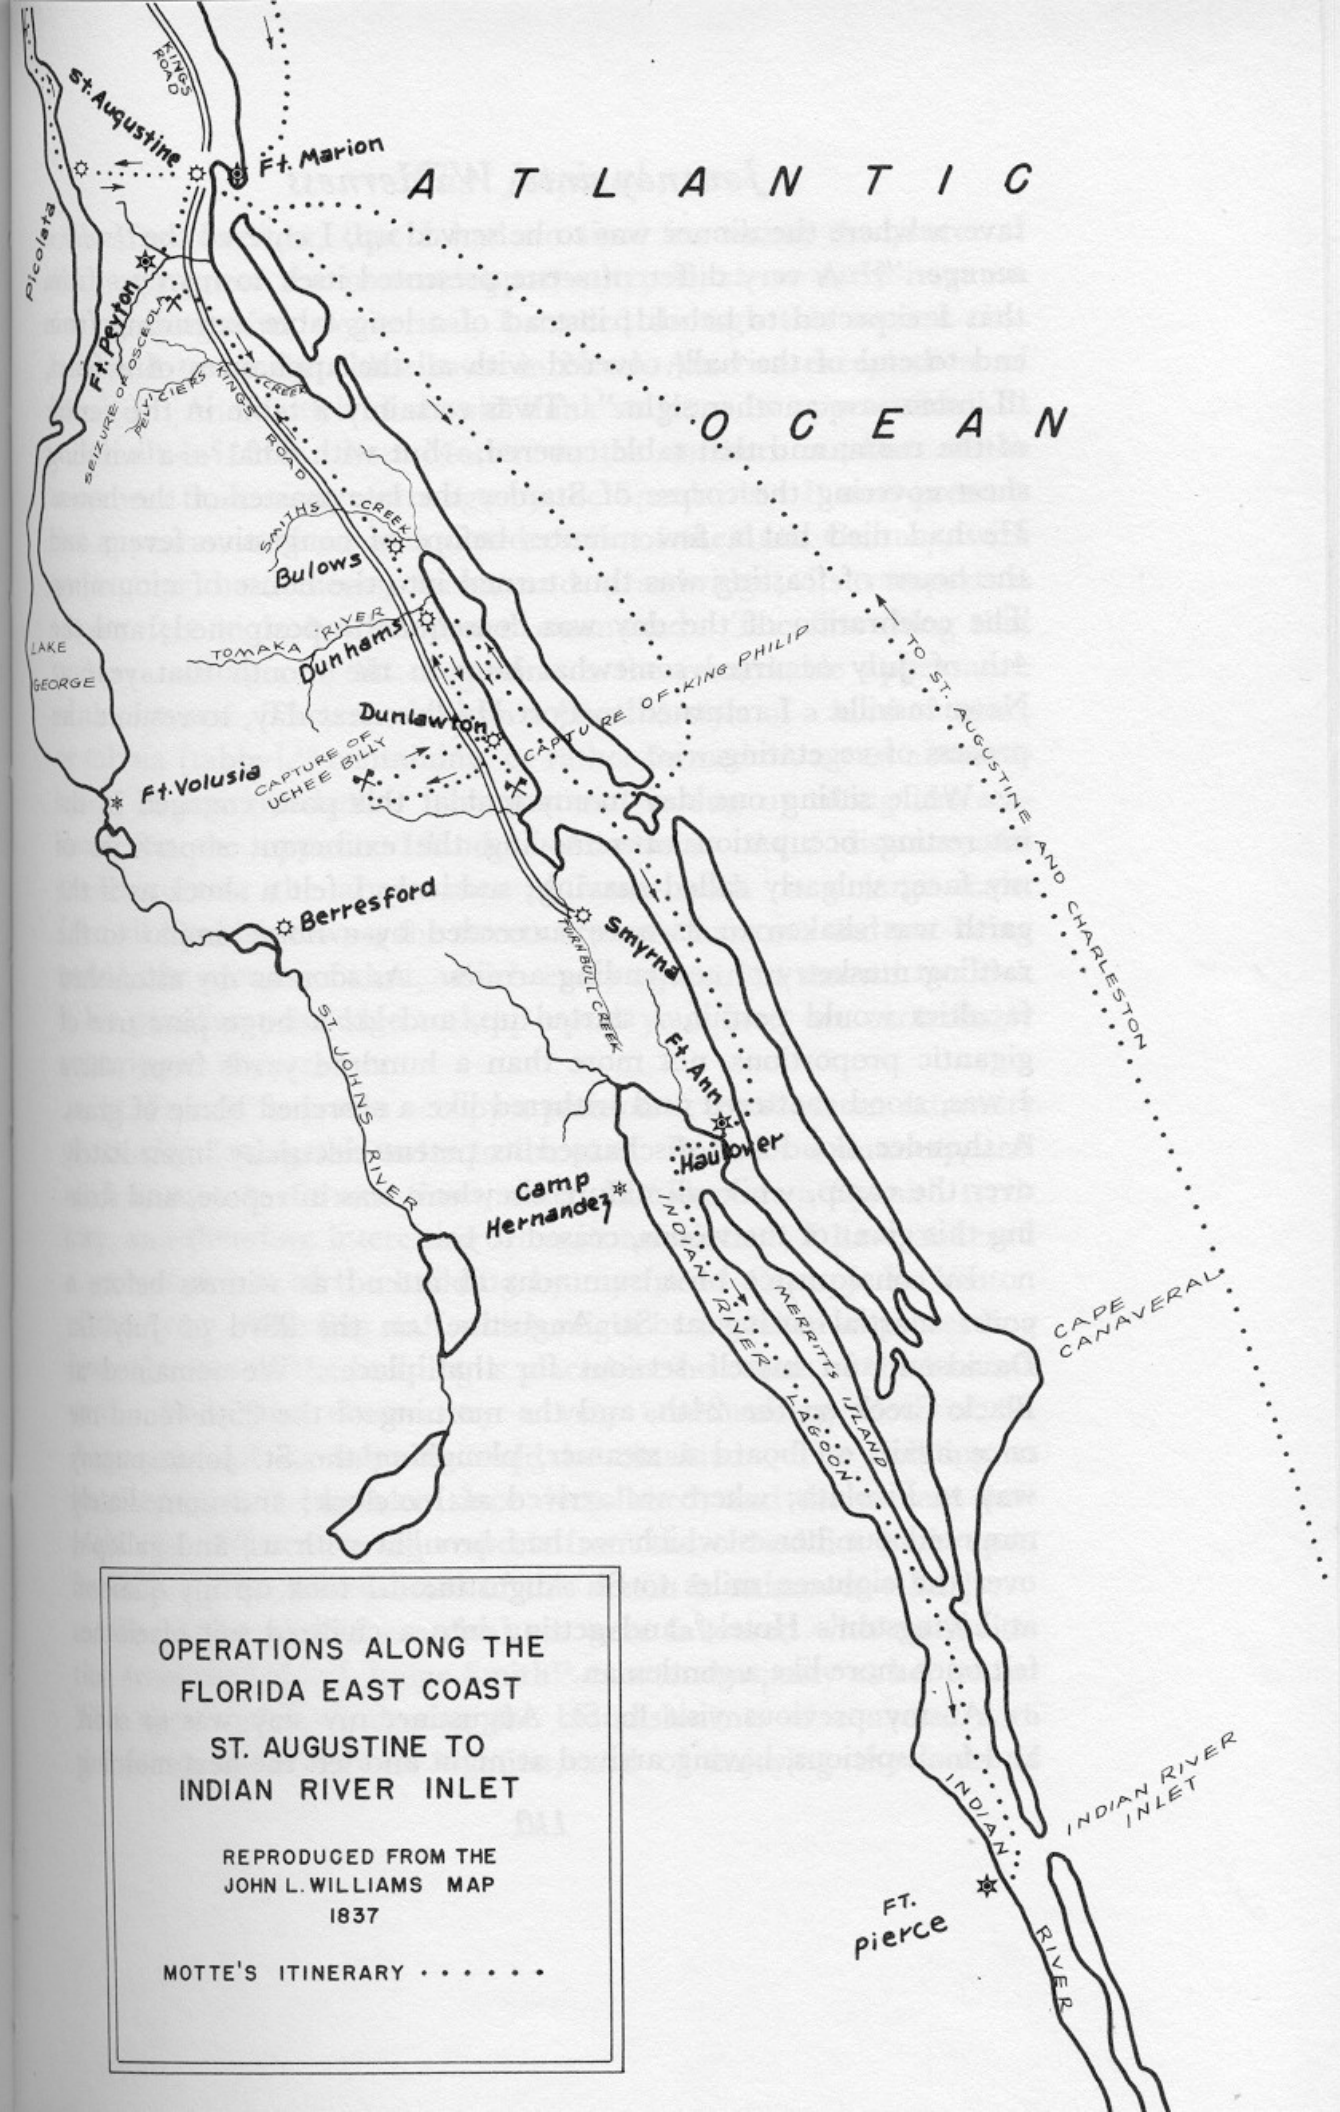 KINGS
ROAD
St. Augustine
Ft. Marion
ATLANTIC
OCEAN
Picolata
Ft. Peyton
SEIZURE OF OSCEOLA
PELLICIERS
CREEK
KINGS
ROAD
SMITHS CREEK
Bulows
TOMAKA RIVER
Dunhams
LAKE
GEORGE
Dunlawton
CAPTURE OF KING PHILIP
CAPTURE OF
UCHEE BILLY
Ft. Volusia
TO ST. AUGUSTINE AND CHARLESTON
Berresford
Smyrna
TURNBULL CREEK
ST. JOHNS RIVER
Ft. Ann
Haulover
Camp
Hernandez
INDIAN RIVER LAGOON
MERRITTS ISLAND
CAPE
CANAVERAL
OPERATIONS ALONG THE
FLORIDA EAST COAST
ST. AUGUSTINE TO
INDIAN RIVER INLET
REPRODUCED FROM THE
JOHN L. WILLIAMS MAP
1837
MOTTE'S ITINERARY ......
INDIAN RIVER
INLET
FT.
Pierce
INDIAN
RIVER